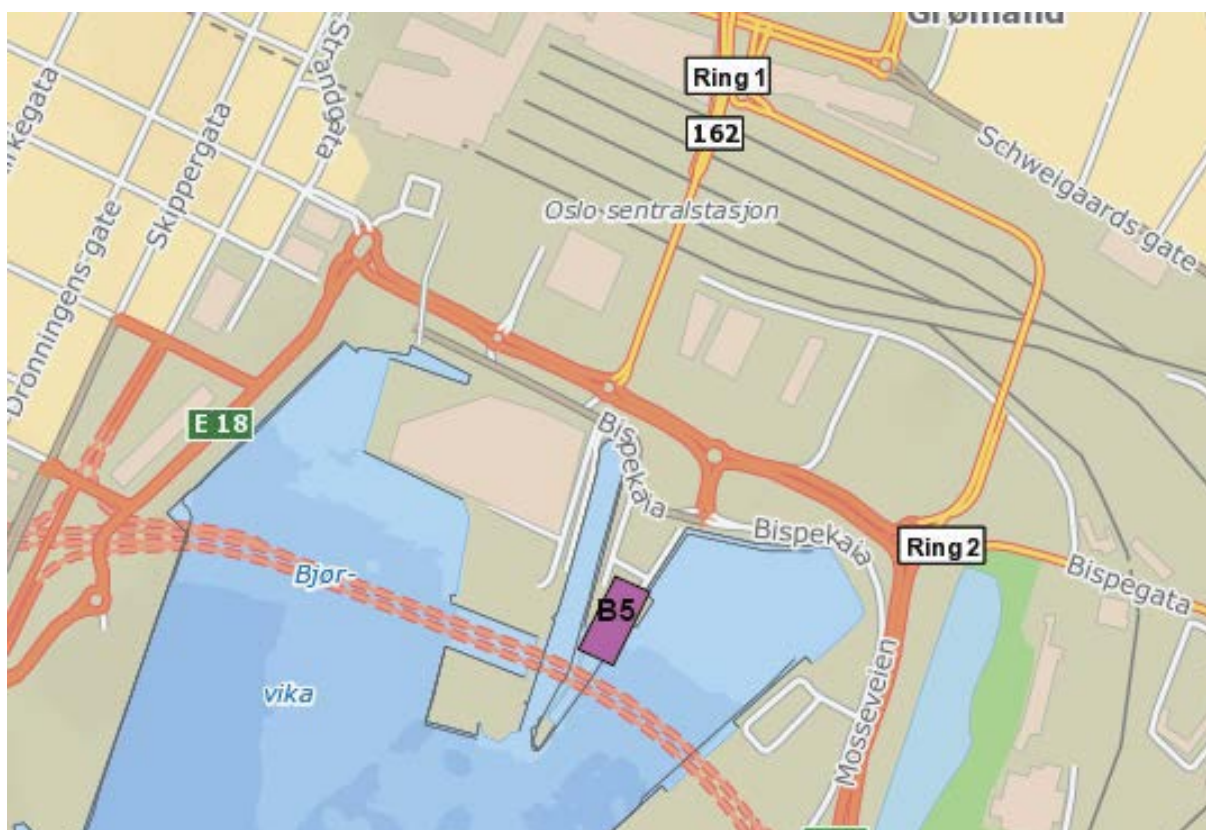 Grønland
Ring 1
162
Strandgata
Skippergata
Dronningens gate
Schweigaards gate
Oslo sentralstasjon
E 18
Bispekaia
Bispekaia
Ring 2
Bispegata
Bjør-
vika
B5
Mosseveien